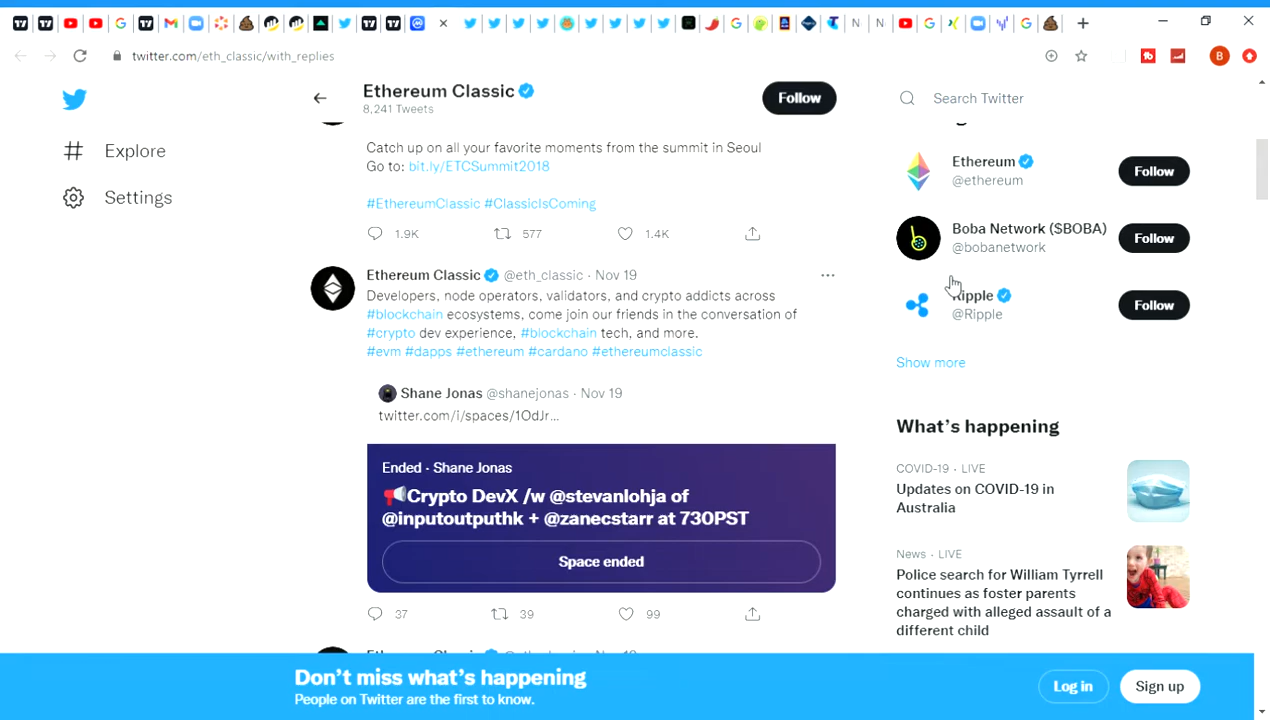 twitter.com/eth_classic/with_replies
B
Explore
Settings
Ethereum Classic
8,241 Tweets
Follow
Catch up on all your favorite moments from the summit in Seoul
Go to: bit.ly/ETCSummit2018
#EthereumClassic #ClassicIsComing
1.9K 577 1.4K
Ethereum Classic @eth_classic · Nov 19
Developers, node operators, validators, and crypto addicts across
#blockchain ecosystems, come join our friends in the conversation of
#crypto dev experience, #blockchain tech, and more.
#evm #dapps #ethereum #cardano #ethereumclassic
Shane Jonas @shanejonas · Nov 19
twitter.com/i/spaces/1OdJr...
Ended · Shane Jonas
Crypto DevX /w @stevanlohja of
@inputoutputhk + @zanecstarr at 730PST
Space ended
37 39 99
Search Twitter
Ethereum
@ethereum
Follow
Boba Network ($BOBA)
@bobanetwork
Follow
Ripple
@Ripple
Follow
Show more
What's happening
COVID-19 · LIVE
Updates on COVID-19 in
Australia
News · LIVE
Police search for William Tyrrell
continues as foster parents
charged with alleged assault of a
different child
Don't miss what's happening
People on Twitter are the first to know.
Log in
Sign up